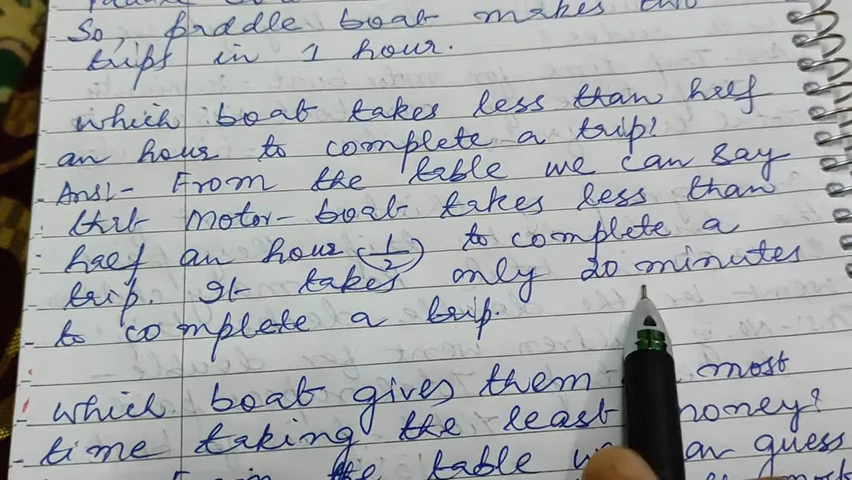 So, paddle boat makes two
trips in 1 hour.
which boat takes less than half
an hour to complete a trip?
Ans:- From the table we can say
that Motor-boat takes less than
half an hour (1/2) to complete a
trip. It takes only 20 minutes
to complete a trip.
which boat gives them most
time taking the least money?
the table guess
most